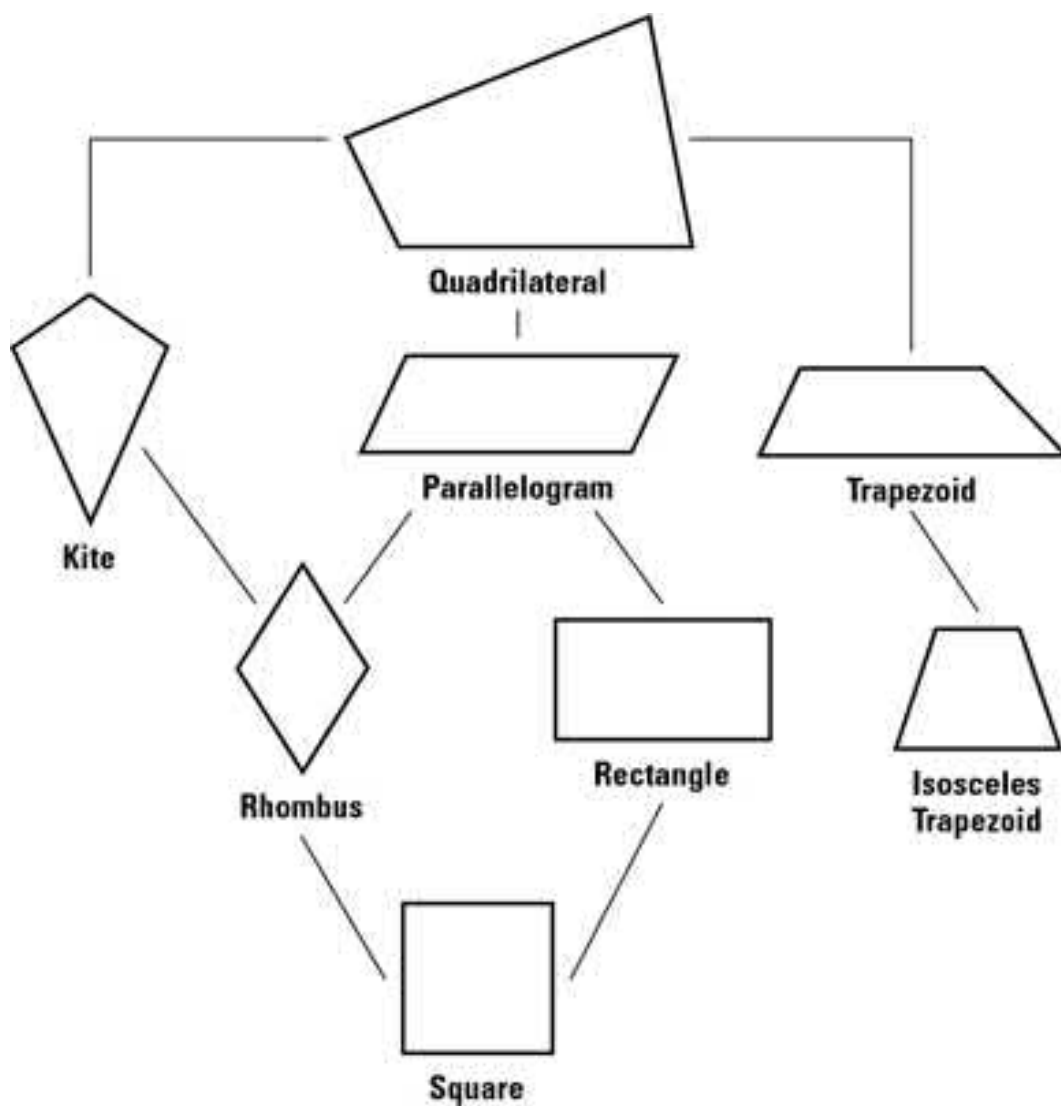 Quadrilateral
Parallelogram
Trapezoid
Kite
Rhombus
Rectangle
Isosceles
Trapezoid
Square